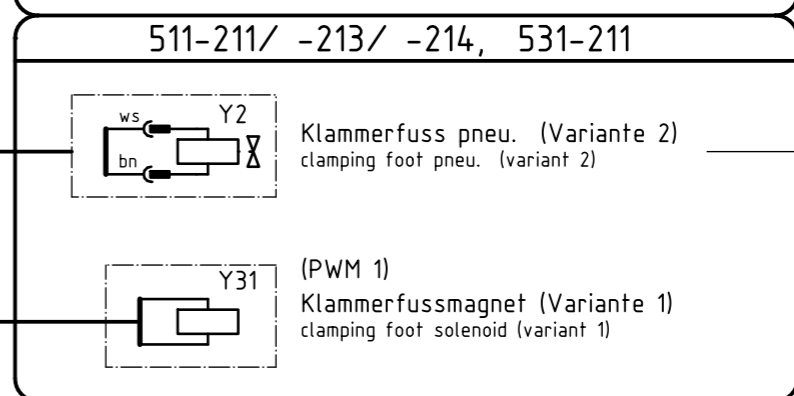 511-211/ -213/ -214, 531-211
ws
Y2
bn
Klammerfuss pneu. (Variante 2)
clamping foot pneu. (variant 2)
Y31
(PWM 1)
Klammerfussmagnet (Variante 1)
clamping foot solenoid (variant 1)